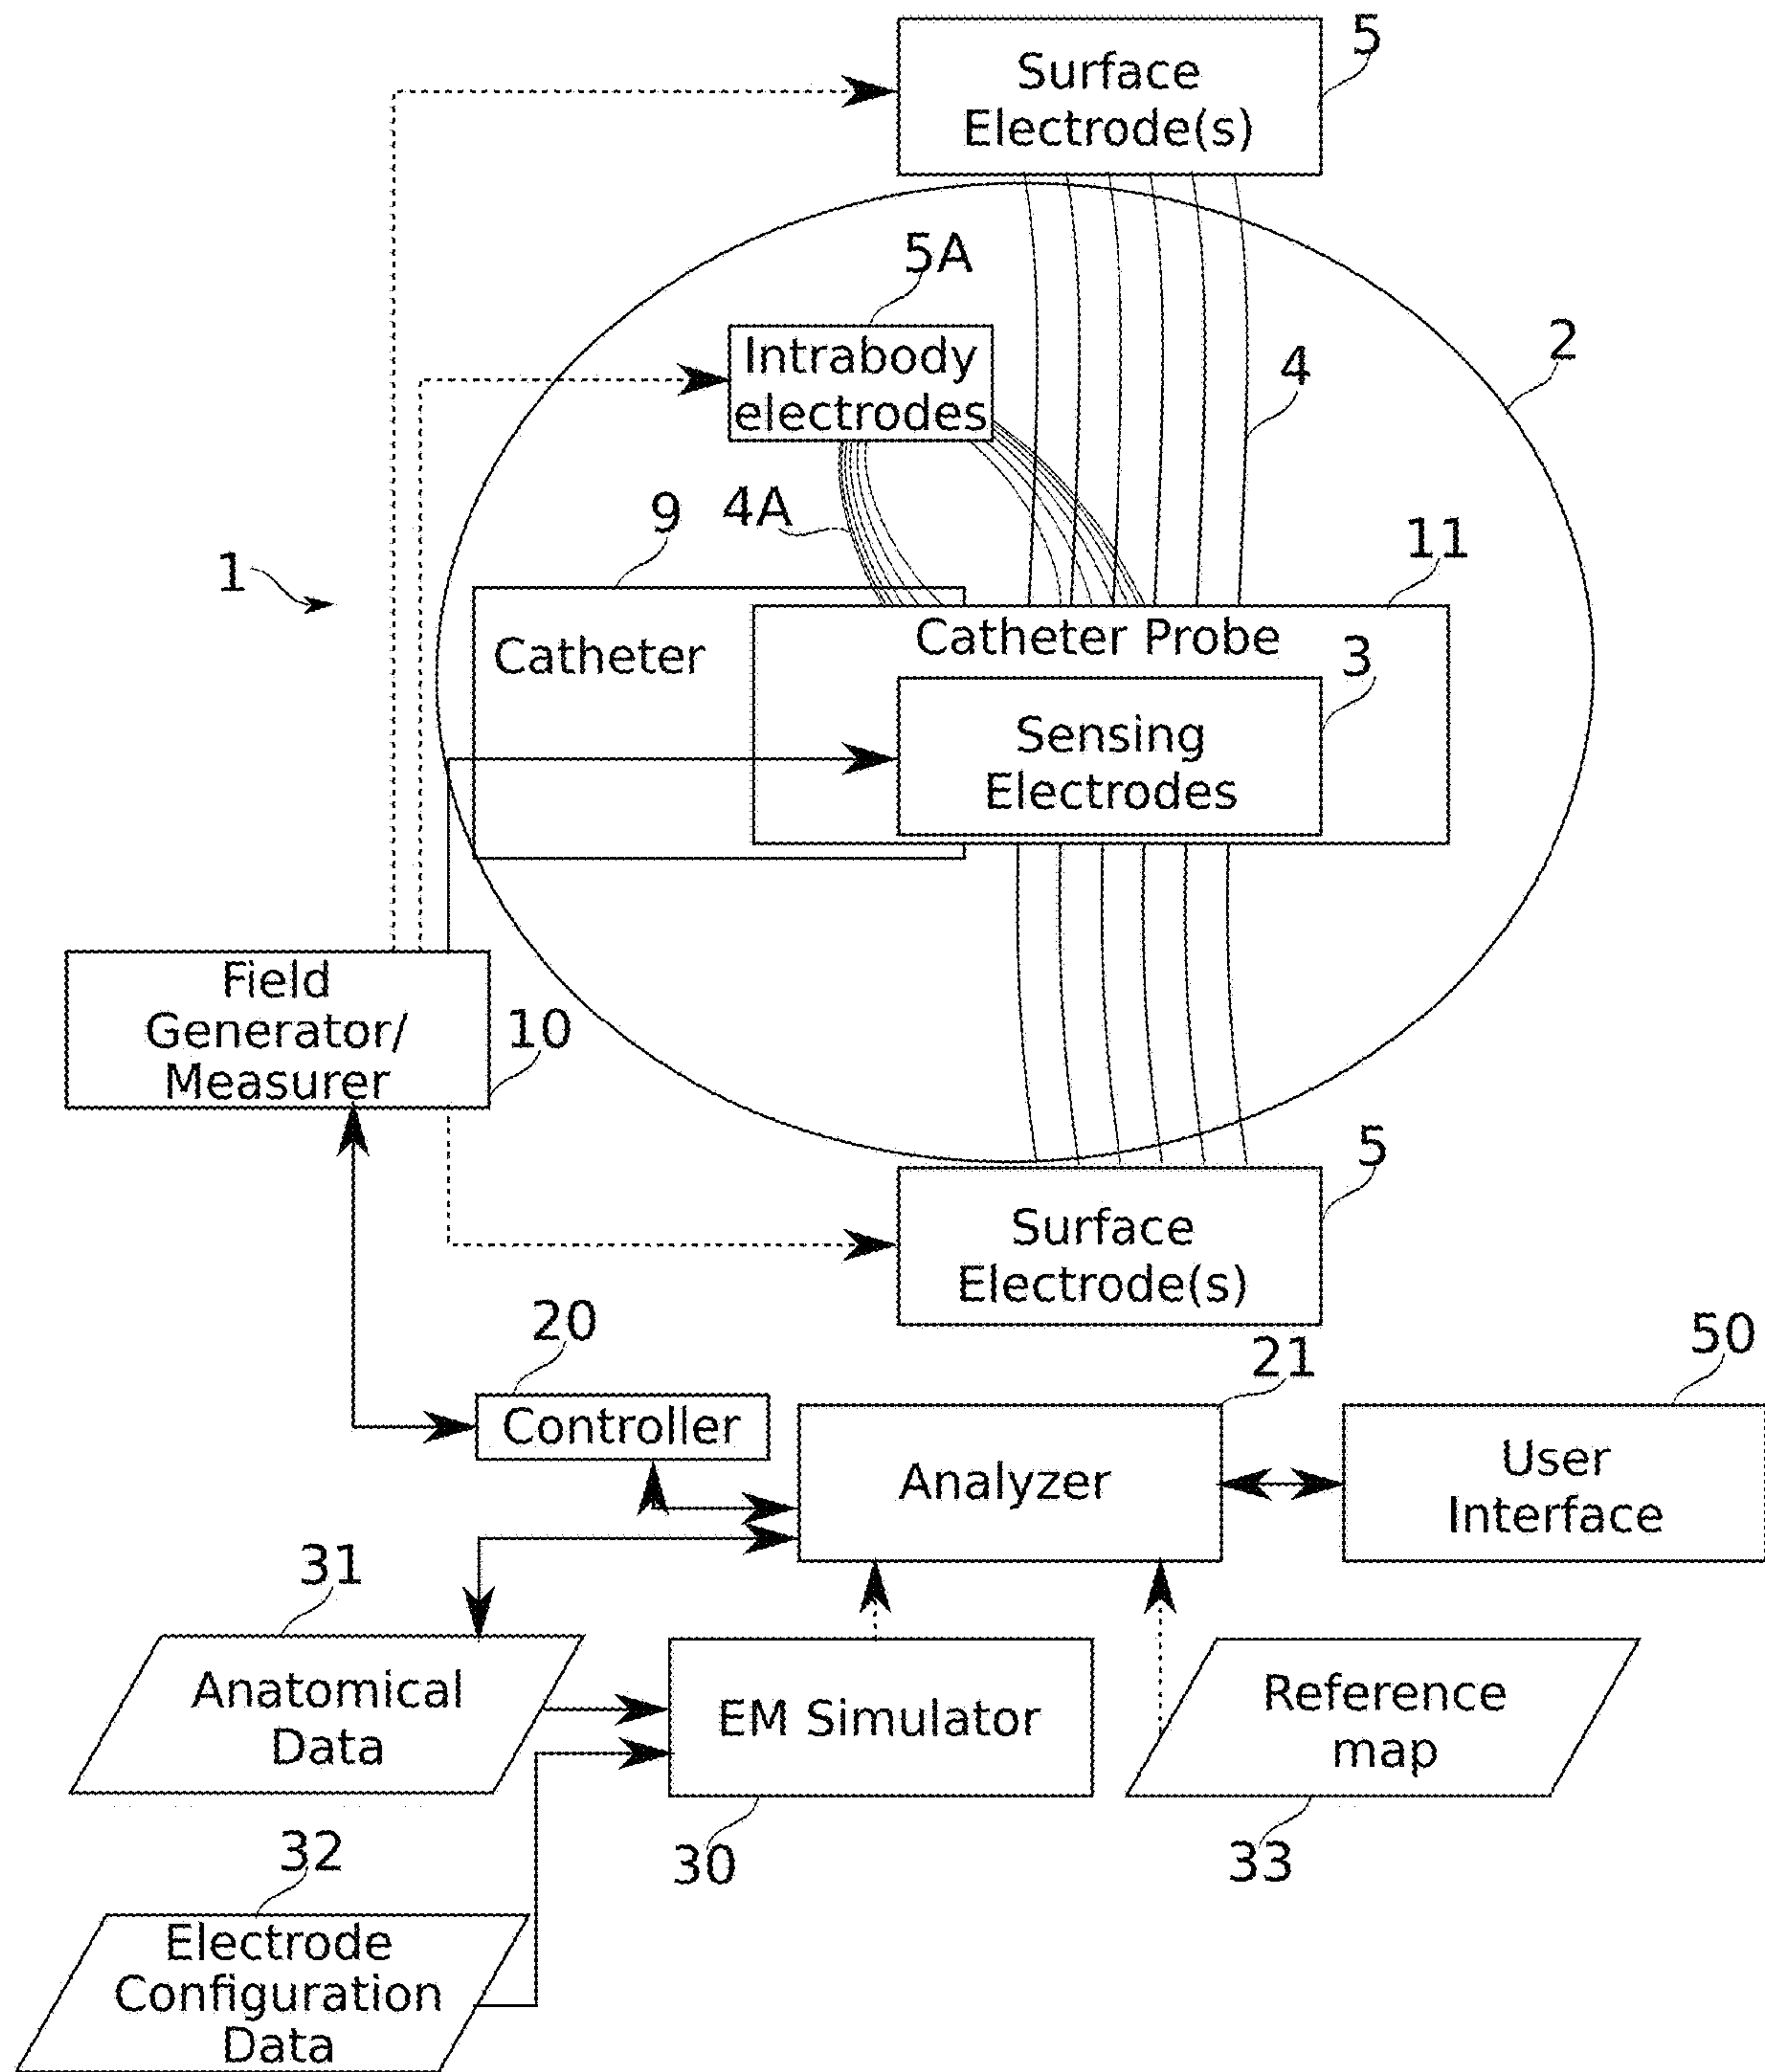 5
Surface
Electrode(s)
5A
2
Intrabody
electrodes
4
9
4A
11
1
Catheter Probe
Catheter
3
Sensing
Electrodes
Field
Generator/
Measurer
10
5
Surface
Electrode(s)
20
21
50
Controller
Analyzer
User
Interface
31
Anatomical
Data
EM Simulator
Reference
map
32
30
33
Electrode
Configuration
Data